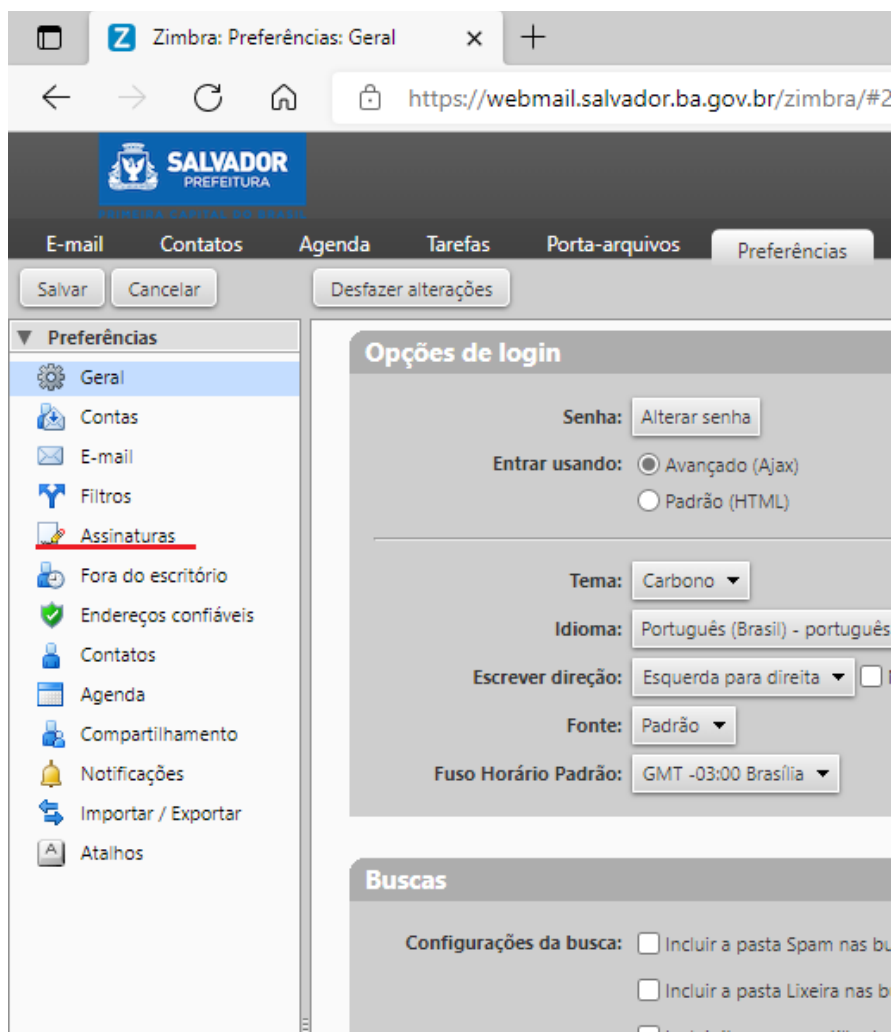 Zimbra: Preferências: Geral
https://webmail.salvador.ba.gov.br/zimbra/#2
SALVADOR
PREFEITURA
PRIMEIRA CAPITAL DO BRASIL
E-mail Contatos Agenda Tarefas Porta-arquivos Preferências
Salvar Cancelar Desfazer alterações
Preferências
Geral
Contas
E-mail
Filtros
Assinaturas
Fora do escritório
Endereços confiáveis
Contatos
Agenda
Compartilhamento
Notificações
Importar / Exportar
Atalhos
Opções de login
Senha: Alterar senha
Entrar usando: Avançado (Ajax)
Padrão (HTML)
Tema: Carbono
Idioma: Português (Brasil) - português
Escrever direção: Esquerda para direita
Fonte: Padrão
Fuso Horário Padrão: GMT -03:00 Brasília
Buscas
Configurações da busca: Incluir a pasta Spam nas bu
Incluir a pasta Lixeira nas b